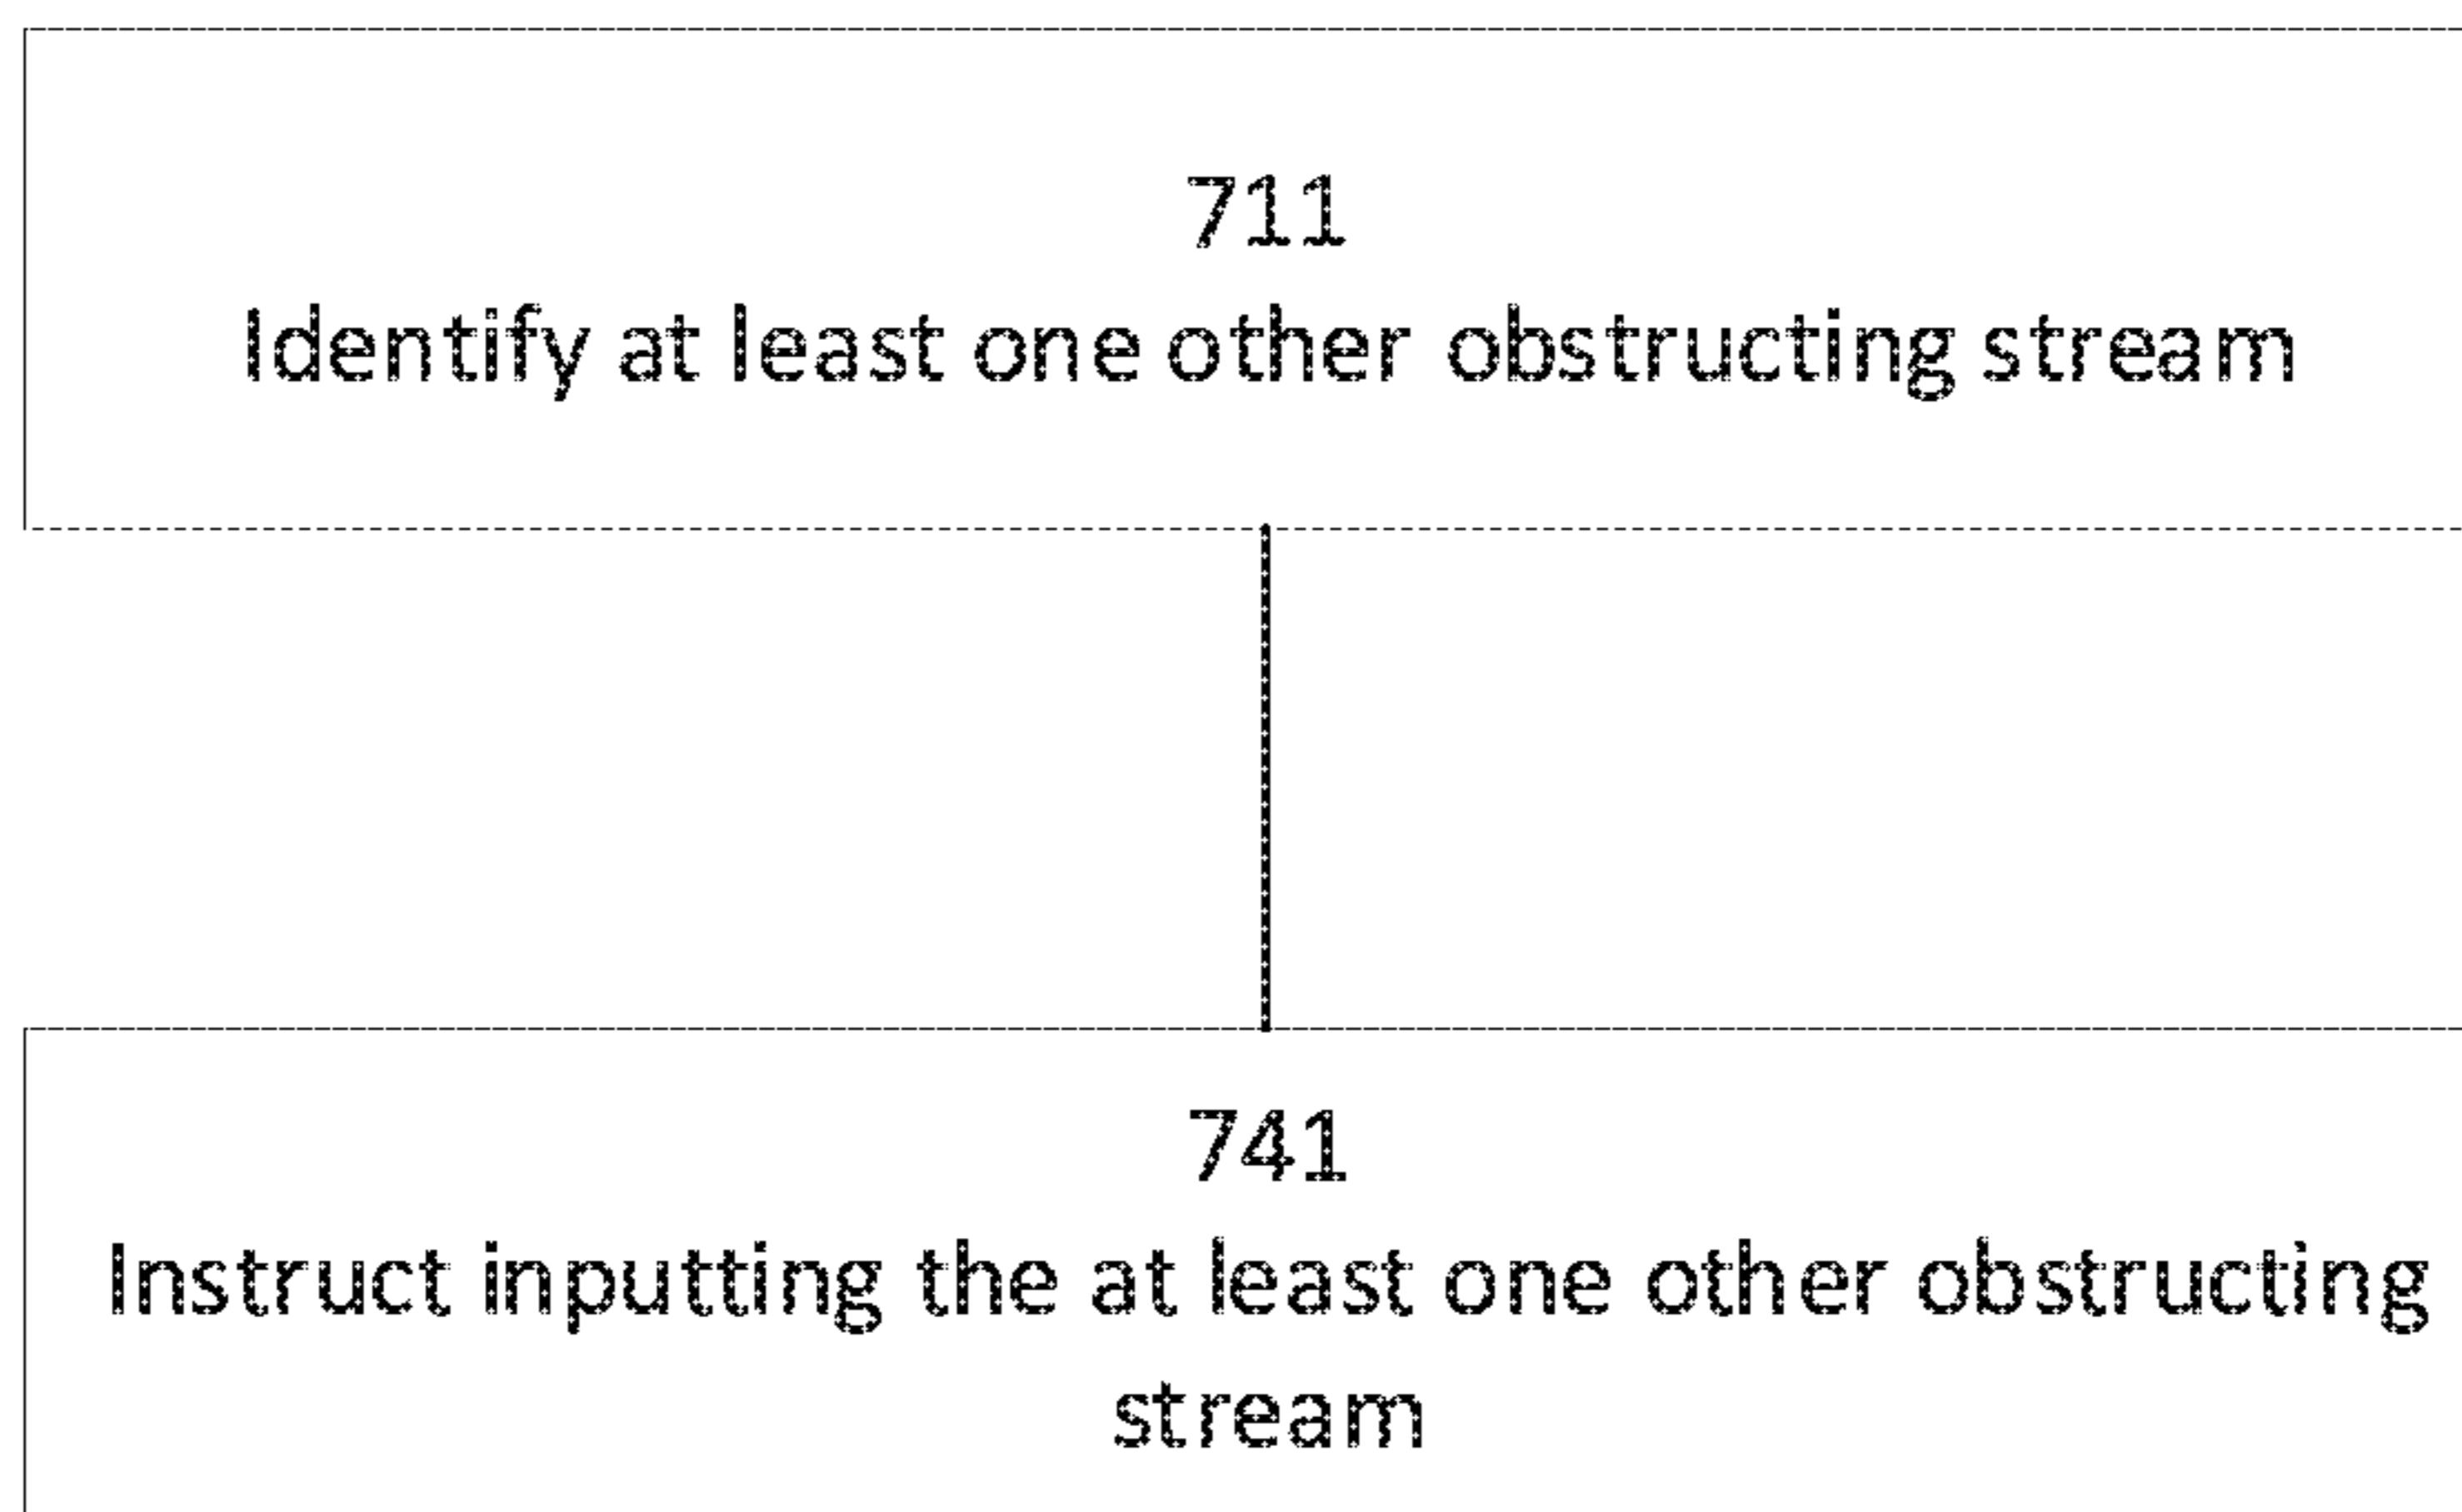 711
Identify at least one other obstructing stream
741
Instruct inputting the at least one other obstructing
stream